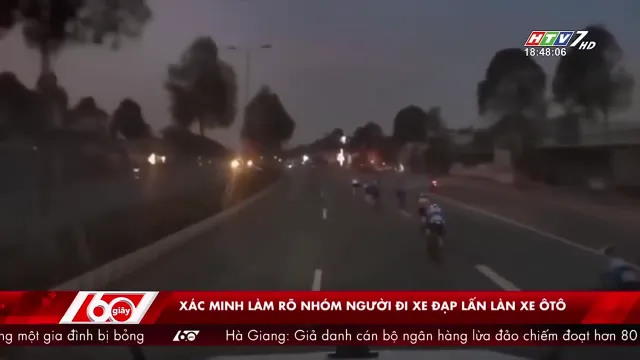 HTV7 HD
18:48:06
60 giây
XÁC MINH LÀM RÕ NHÓM NGƯỜI ĐI XE ĐẠP LẤN LÀN XE ÔTÔ
ng một gia đình bị bỏng 60 giây Hà Giang: Giả danh cán bộ ngân hàng lừa đảo chiếm đoạt hơn 80